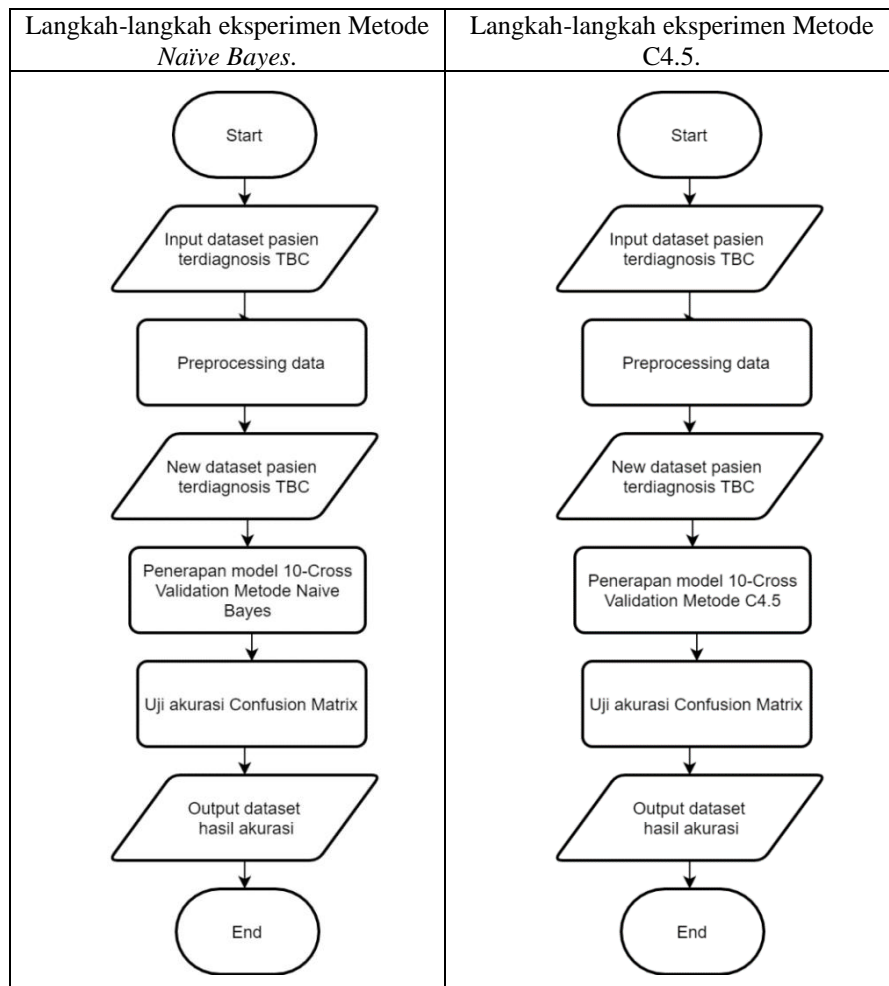 Langkah-langkah eksperimen Metode
Naïve Bayes.
Start
Input dataset pasien
terdiagnosis TBC
Preprocessing data
New dataset pasien
terdiagnosis TBC
Penerapan model 10-Cross
Validation Metode Naive
Bayes
Uji akurasi Confusion Matrix
Output dataset
hasil akurasi
End
Langkah-langkah eksperimen Metode
C4.5.
Start
Input dataset pasien
terdiagnosis TBC
Preprocessing data
New dataset pasien
terdiagnosis TBC
Penerapan model 10-Cross
Validation Metode C4.5
Uji akurasi Confusion Matrix
Output dataset
hasil akurasi
End